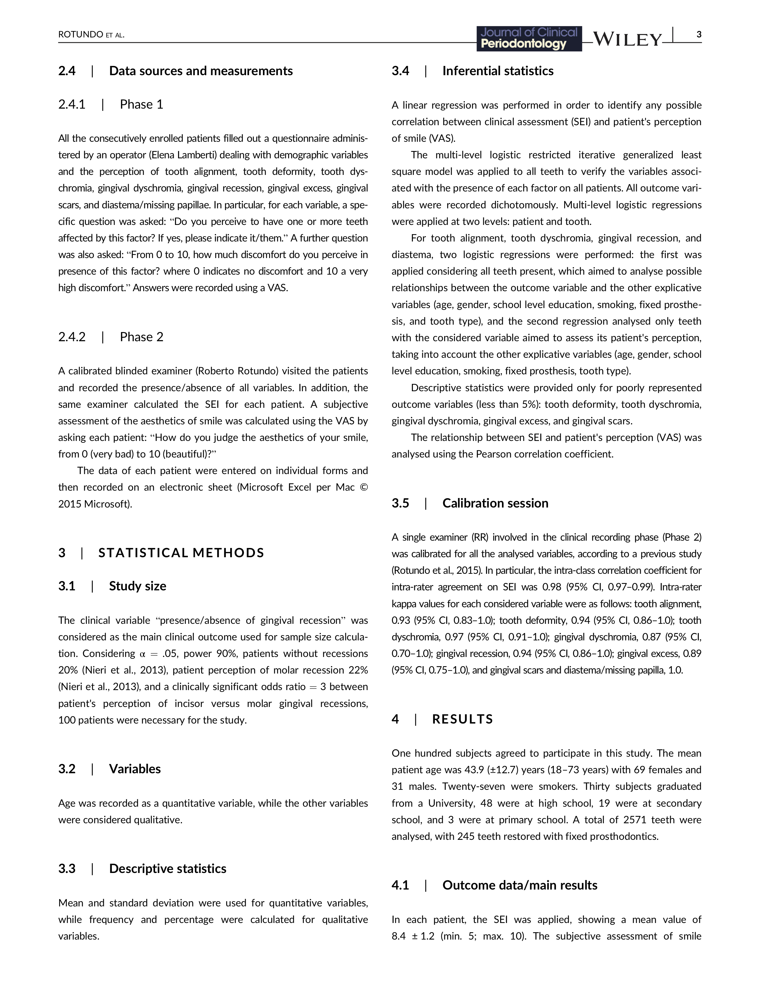 ROTUNDO ET AL.
Journal of Clinical
Periodontology
WILEY
3
2.4 | Data sources and measurements
2.4.1 | Phase 1
All the consecutively enrolled patients filled out a questionnaire adminis-
tered by an operator (Elena Lamberti) dealing with demographic variables
and the perception of tooth alignment, tooth deformity, tooth dys-
chromia, gingival dyschromia, gingival recession, gingival excess, gingival
scars, and diastema/missing papillae. In particular, for each variable, a spe-
cific question was asked: “Do you perceive to have one or more teeth
affected by this factor? If yes, please indicate it/them.” A further question
was also asked: “From 0 to 10, how much discomfort do you perceive in
presence of this factor? where 0 indicates no discomfort and 10 a very
high discomfort.” Answers were recorded using a VAS.
2.4.2 | Phase 2
A calibrated blinded examiner (Roberto Rotundo) visited the patients
and recorded the presence/absence of all variables. In addition, the
same examiner calculated the SEI for each patient. A subjective
assessment of the aesthetics of smile was calculated using the VAS by
asking each patient: “How do you judge the aesthetics of your smile,
from 0 (very bad) to 10 (beautiful)?”
The data of each patient were entered on individual forms and
then recorded on an electronic sheet (Microsoft Excel per Mac ©
2015 Microsoft).
3 | STATISTICAL METHODS
3.1 | Study size
The clinical variable “presence/absence of gingival recession” was
considered as the main clinical outcome used for sample size calcula-
tion. Considering α = .05, power 90%, patients without recessions
20% (Nieri et al., 2013), patient perception of molar recession 22%
(Nieri et al., 2013), and a clinically significant odds ratio = 3 between
patient's perception of incisor versus molar gingival recessions,
100 patients were necessary for the study.
3.2 | Variables
Age was recorded as a quantitative variable, while the other variables
were considered qualitative.
3.3 | Descriptive statistics
Mean and standard deviation were used for quantitative variables,
while frequency and percentage were calculated for qualitative
variables.
3.4 | Inferential statistics
A linear regression was performed in order to identify any possible
correlation between clinical assessment (SEI) and patient's perception
of smile (VAS).
The multi-level logistic restricted iterative generalized least
square model was applied to all teeth to verify the variables associ-
ated with the presence of each factor on all patients. All outcome vari-
ables were recorded dichotomously. Multi-level logistic regressions
were applied at two levels: patient and tooth.
For tooth alignment, tooth dyschromia, gingival recession, and
diastema, two logistic regressions were performed: the first was
applied considering all teeth present, which aimed to analyse possible
relationships between the outcome variable and the other explicative
variables (age, gender, school level education, smoking, fixed prosthe-
sis, and tooth type), and the second regression analysed only teeth
with the considered variable aimed to assess its patient's perception,
taking into account the other explicative variables (age, gender, school
level education, smoking, fixed prosthesis, tooth type).
Descriptive statistics were provided only for poorly represented
outcome variables (less than 5%): tooth deformity, tooth dyschromia,
gingival dyschromia, gingival excess, and gingival scars.
The relationship between SEI and patient's perception (VAS) was
analysed using the Pearson correlation coefficient.
3.5 | Calibration session
A single examiner (RR) involved in the clinical recording phase (Phase 2)
was calibrated for all the analysed variables, according to a previous study
(Rotundo et al., 2015). In particular, the intra-class correlation coefficient for
intra-rater agreement on SEI was 0.98 (95% CI, 0.97–0.99). Intra-rater
kappa values for each considered variable were as follows: tooth alignment,
0.93 (95% CI, 0.83–1.0); tooth deformity, 0.94 (95% CI, 0.86–1.0); tooth
dyschromia, 0.97 (95% CI, 0.91–1.0); gingival dyschromia, 0.87 (95% CI,
0.70–1.0); gingival recession, 0.94 (95% CI, 0.86–1.0); gingival excess, 0.89
(95% CI, 0.75–1.0), and gingival scars and diastema/missing papilla, 1.0.
4 | RESULTS
One hundred subjects agreed to participate in this study. The mean
patient age was 43.9 (±12.7) years (18–73 years) with 69 females and
31 males. Twenty-seven were smokers. Thirty subjects graduated
from a University, 48 were at high school, 19 were at secondary
school, and 3 were at primary school. A total of 2571 teeth were
analysed, with 245 teeth restored with fixed prosthodontics.
4.1 | Outcome data/main results
In each patient, the SEI was applied, showing a mean value of
8.4 ± 1.2 (min. 5; max. 10). The subjective assessment of smile